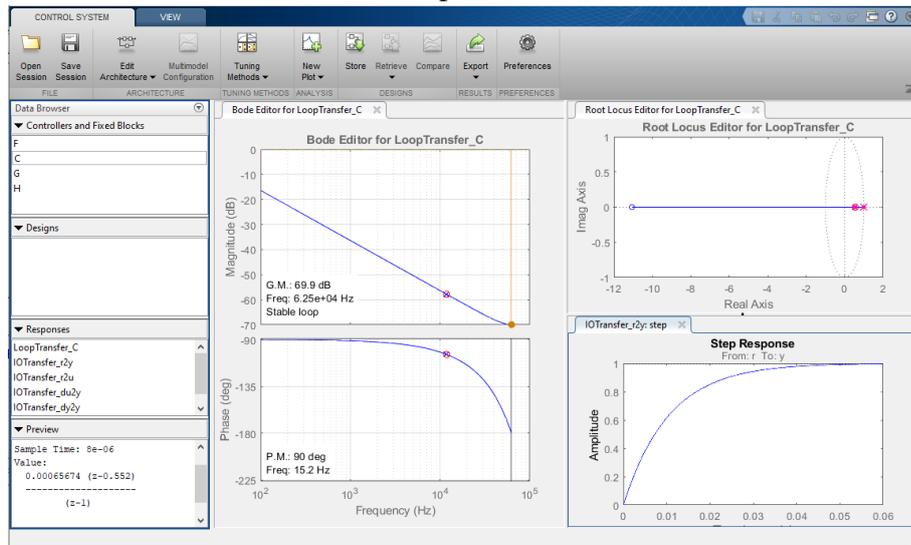 CONTROL SYSTEM VIEW
Open Session Save Session Edit Architecture Multimodel Configuration Tuning Methods New Plot Store Retrieve Compare Export Preferences
FILE ARCHITECTURE TUNING METHODS ANALYSIS DESIGNS RESULTS PREFERENCES
Data Browser
Controllers and Fixed Blocks
F
C
G
H
Designs
Responses
LoopTransfer_C
IOTransfer_r2y
IOTransfer_r2u
IOTransfer_du2y
IOTransfer_dy2y
Preview
Sample Time: 8e-06
Value:
0.00065674 (z-0.552)
--------------------
(z-1)
Bode Editor for LoopTransfer_C
Bode Editor for LoopTransfer_C
Magnitude (dB)
0
-10
-20
-30
-40
-50
-60
-70
G.M.: 69.9 dB
Freq: 6.25e+04 Hz
Stable loop
Phase (deg)
-90
-135
-180
-225
P.M.: 90 deg
Freq: 15.2 Hz
10^2 10^3 10^4 10^5
Frequency (Hz)
Root Locus Editor for LoopTransfer_C
Root Locus Editor for LoopTransfer_C
Imag Axis
1
0.5
0
-0.5
-1
-12 -10 -8 -6 -4 -2 0 2
Real Axis
IOTransfer_r2y: step
Step Response
From: r To: y
Amplitude
1
0.8
0.6
0.4
0.2
0
0 0.01 0.02 0.03 0.04 0.05 0.06